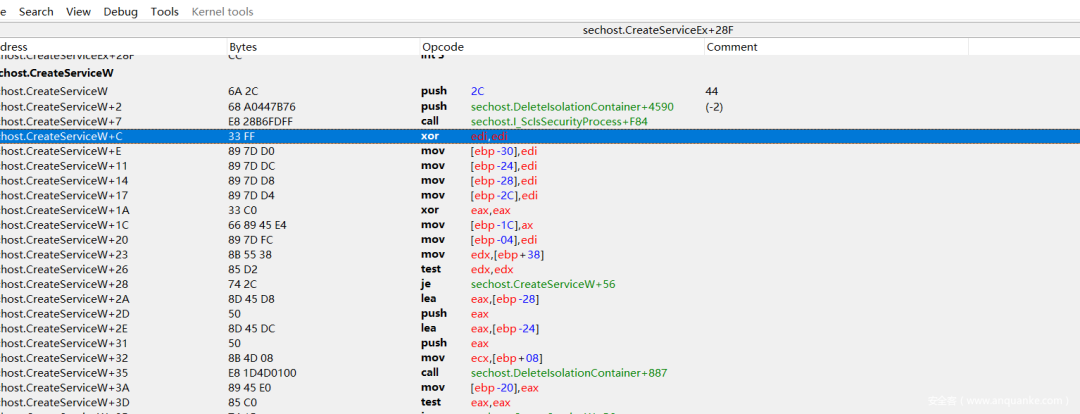 e Search View Debug Tools Kernel tools
sechost.CreateServiceEx+28F
dress Bytes Opcode Comment
chost.CreateServiceEx+28F CC int 3
echost.CreateServiceW
chost.CreateServiceW 6A 2C push 2C 44
chost.CreateServiceW+2 68 A0447B76 push sechost.DeleteIsolationContainer+4590 (-2)
chost.CreateServiceW+7 E8 28B6FDFF call sechost.I_ScIsSecurityProcess+F84
chost.CreateServiceW+C 33 FF xor edi,edi
chost.CreateServiceW+E 89 7D D0 mov [ebp-30],edi
chost.CreateServiceW+11 89 7D DC mov [ebp-24],edi
chost.CreateServiceW+14 89 7D D8 mov [ebp-28],edi
chost.CreateServiceW+17 89 7D D4 mov [ebp-2C],edi
chost.CreateServiceW+1A 33 C0 xor eax,eax
chost.CreateServiceW+1C 66 89 45 E4 mov [ebp-1C],ax
chost.CreateServiceW+20 89 7D FC mov [ebp-04],edi
chost.CreateServiceW+23 8B 55 38 mov edx,[ebp+38]
chost.CreateServiceW+26 85 D2 test edx,edx
chost.CreateServiceW+28 74 2C je sechost.CreateServiceW+56
chost.CreateServiceW+2A 8D 45 D8 lea eax,[ebp-28]
chost.CreateServiceW+2D 50 push eax
chost.CreateServiceW+2E 8D 45 DC lea eax,[ebp-24]
chost.CreateServiceW+31 50 push eax
chost.CreateServiceW+32 8B 4D 08 mov ecx,[ebp+08]
chost.CreateServiceW+35 E8 1D4D0100 call sechost.DeleteIsolationContainer+887
chost.CreateServiceW+3A 89 45 E0 mov [ebp-20],eax
chost.CreateServiceW+3D 85 C0 test eax,eax
安全客（www.anquanke.com）